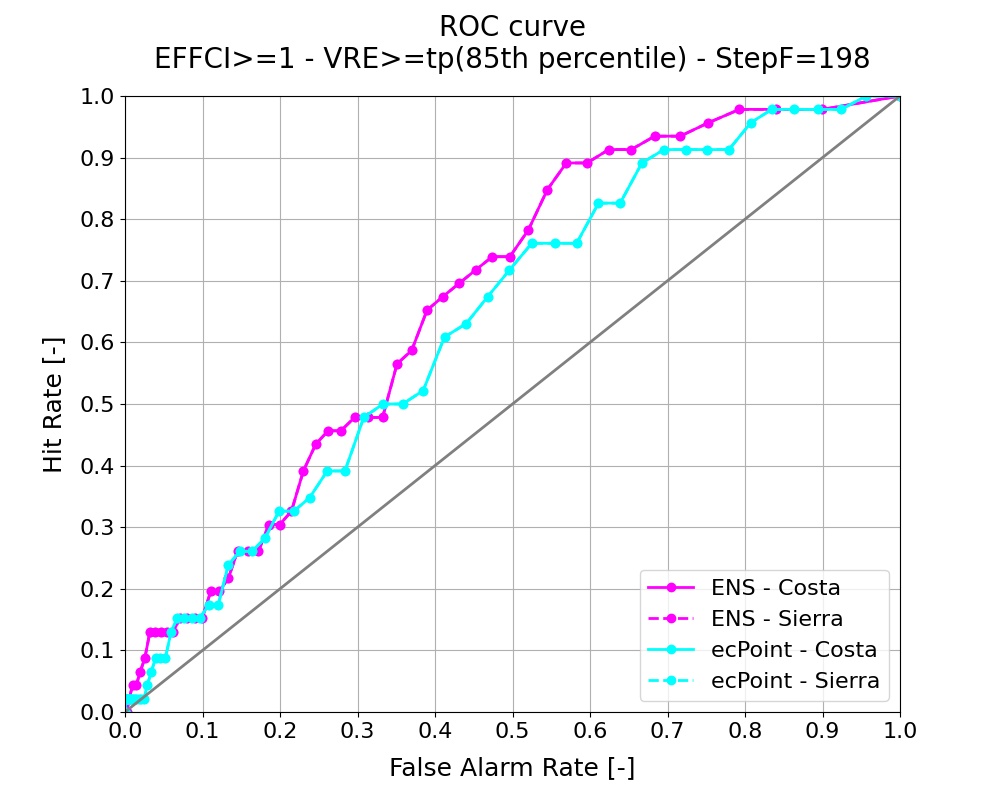 ROC curve
EFFCI>=1 - VRE>=tp(85th percentile) - StepF=198
1.0
0.9
0.8
0.7
0.6
0.5
0.4
0.3
0.2
0.1
0.0
Hit Rate [-]
ENS - Costa
ENS - Sierra
ecPoint - Costa
ecPoint - Sierra
0.0 0.1 0.2 0.3 0.4 0.5 0.6 0.7 0.8 0.9 1.0
False Alarm Rate [-]